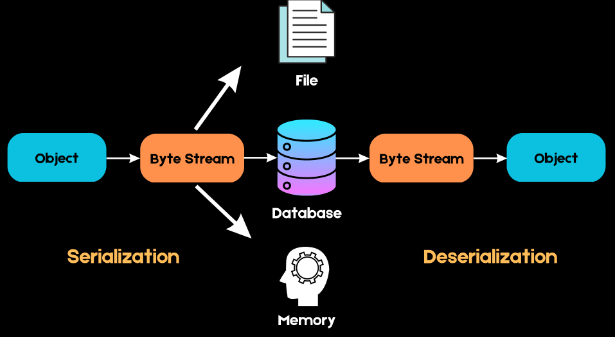 File
Object
Byte Stream
Byte Stream
Object
Database
Serialization
Deserialization
Memory